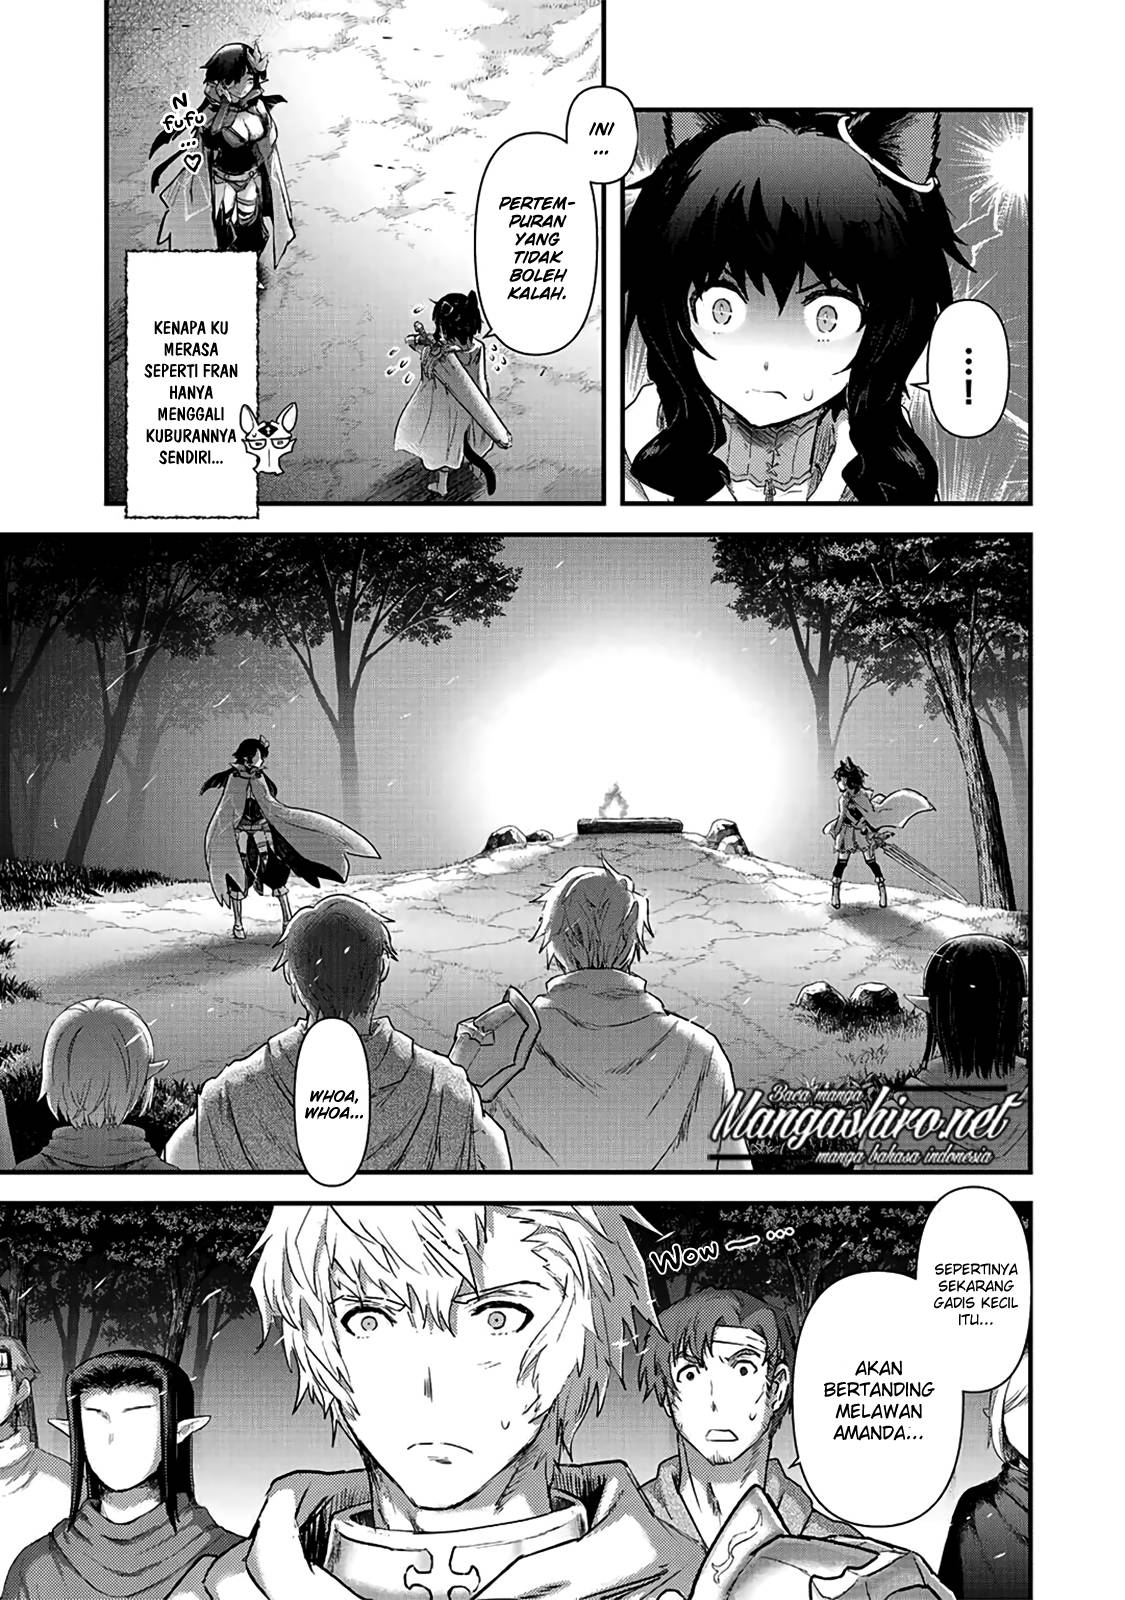 ...!
INI
...
PERTEM-
PURAN
YANG
TIDAK
BOLEH
KALAH.
N
fufu
...♡
KENAPA KU
MERASA
SEPERTI FRAN
HANYA
MENGGALI
KUBURANNYA
SENDIRI...
WHOA,
WHOA...
Baca manga
Mangashiro.net
manga bahasa indonesia
Wow — ...
SEPERTINYA
SEKARANG
GADIS KECIL
ITU...
AKAN
BERTANDING
MELAWAN
AMANDA...